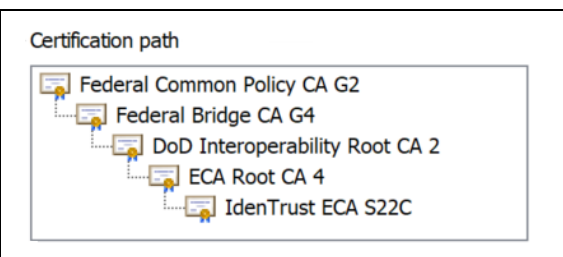 Certification path
Federal Common Policy CA G2
Federal Bridge CA G4
DoD Interoperability Root CA 2
ECA Root CA 4
IdenTrust ECA S22C